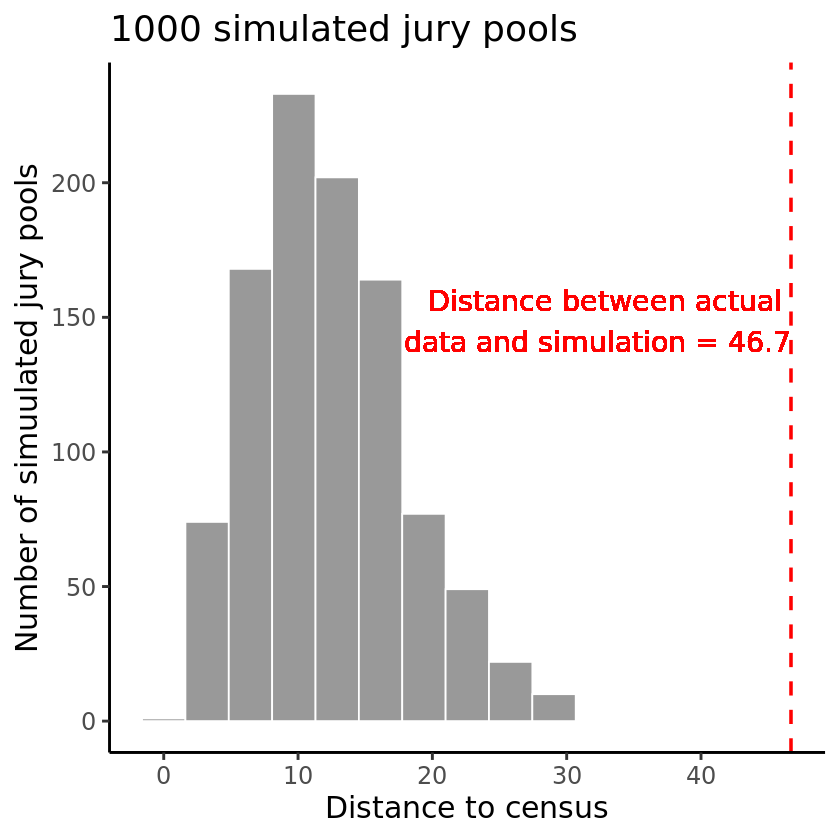 1000 simulated jury pools
Number of simuulated jury pools
200
150
100
50
0
Distance between actual
data and simulation = 46.7
0
10
20
30
40
Distance to census